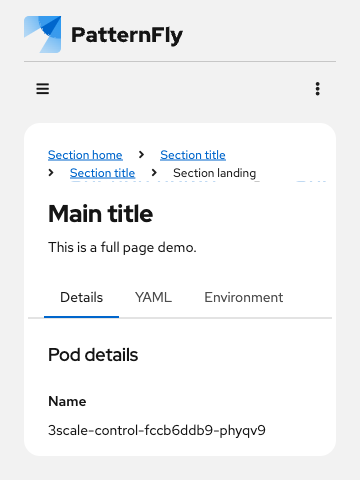 PatternFly
Section home Section title
Section title Section landing
Main title
This is a full page demo.
Details YAML Environment
Pod details
Name
3scale-control-fccb6ddb9-phyqv9